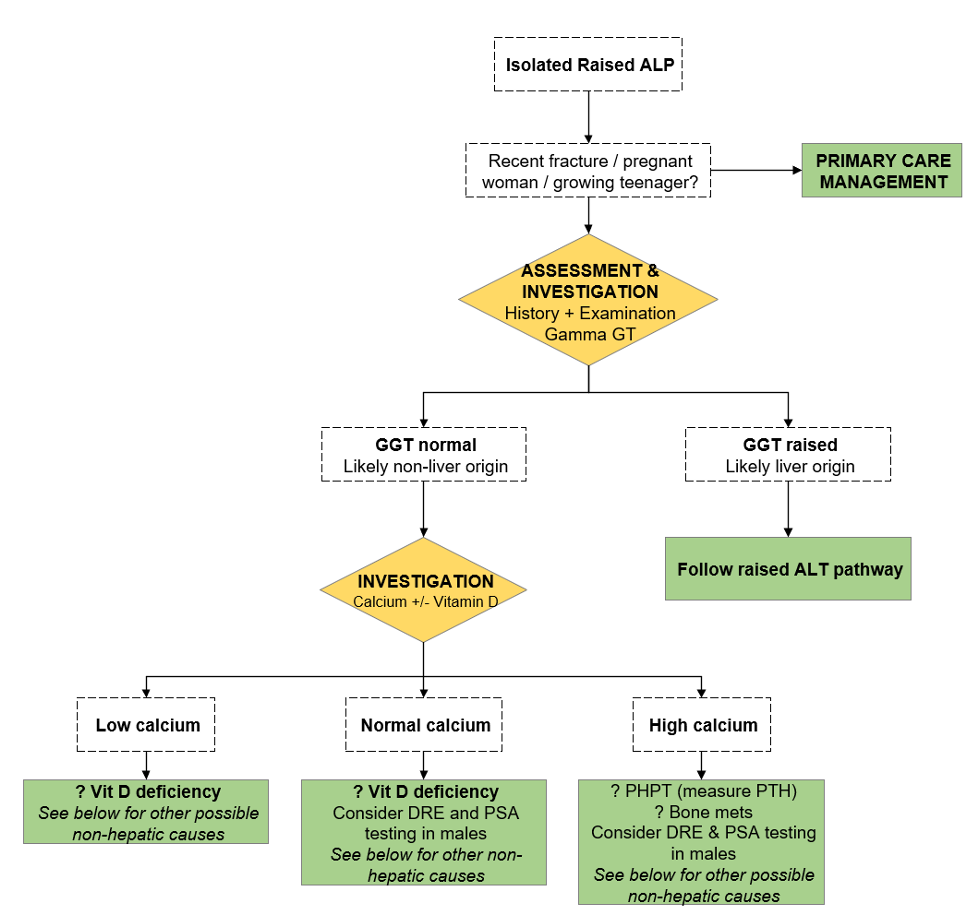 Isolated Raised ALP
Recent fracture / pregnant
woman / growing teenager?
PRIMARY CARE
MANAGEMENT
ASSESSMENT &
INVESTIGATION
History + Examination
Gamma GT
GGT normal
Likely non-liver origin
GGT raised
Likely liver origin
INVESTIGATION
Calcium +/- Vitamin D
Follow raised ALT pathway
Low calcium
Normal calcium
High calcium
? Vit D deficiency
See below for other possible
non-hepatic causes
? Vit D deficiency
Consider DRE and PSA
testing in males
See below for other non-
hepatic causes
? PHPT (measure PTH)
? Bone mets
Consider DRE & PSA testing
in males
See below for other possible
non-hepatic causes